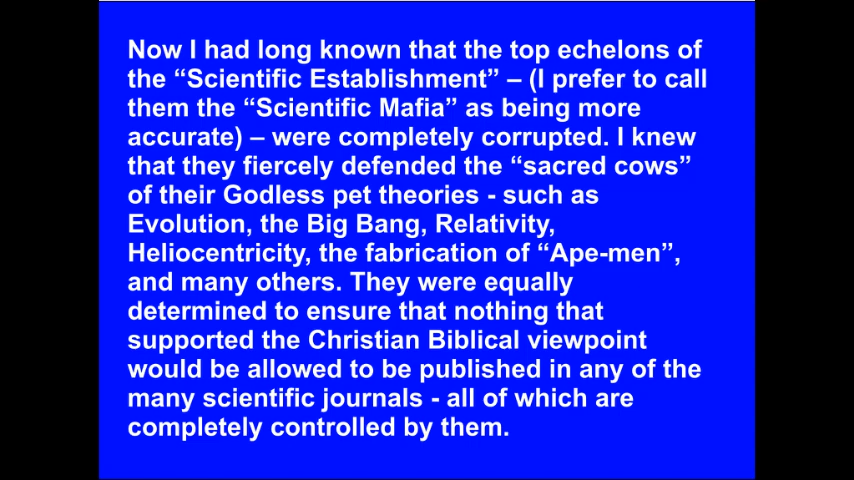 Now I had long known that the top echelons of
the “Scientific Establishment” – (I prefer to call
them the “Scientific Mafia” as being more
accurate) – were completely corrupted. I knew
that they fiercely defended the “sacred cows”
of their Godless pet theories - such as
Evolution, the Big Bang, Relativity,
Heliocentricity, the fabrication of “Ape-men”,
and many others. They were equally
determined to ensure that nothing that
supported the Christian Biblical viewpoint
would be allowed to be published in any of the
many scientific journals - all of which are
completely controlled by them.